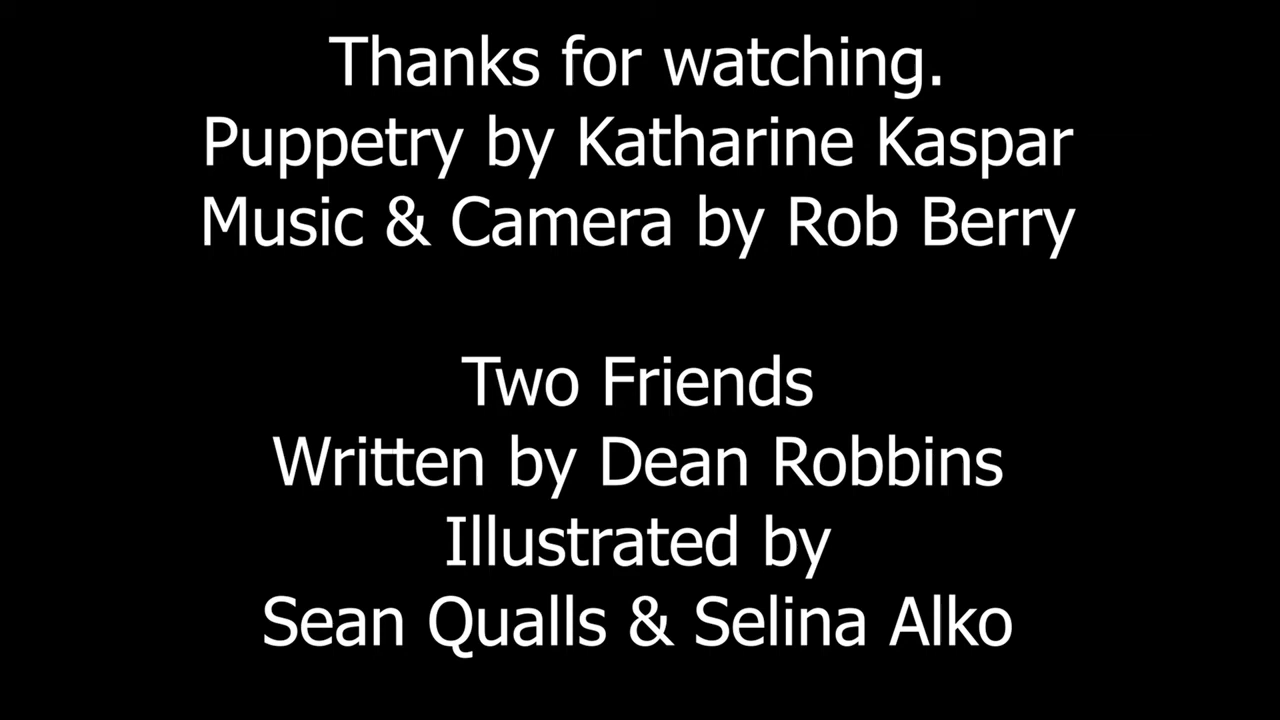 Thanks for watching.
Puppetry by Katharine Kaspar
Music & Camera by Rob Berry
Two Friends
Written by Dean Robbins
Illustrated by
Sean Qualls & Selina Alko